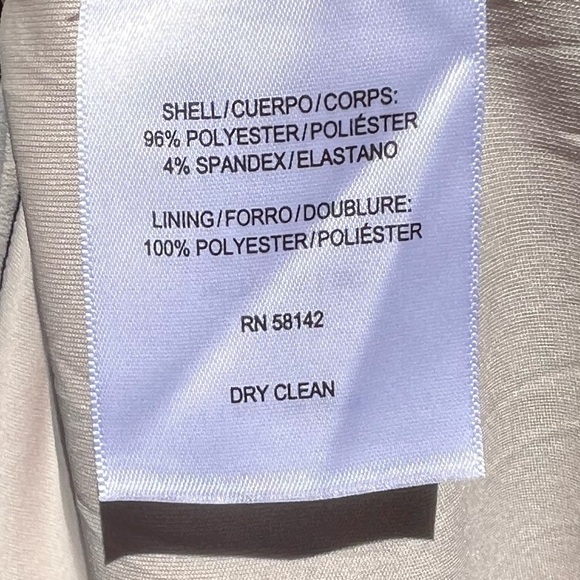 SHELL/CUERPO/CORPS:
96% POLYESTER/POLIÉSTER
4% SPANDEX/ELASTANO
LINING/FORRO/DOUBLURE:
100% POLYESTER/POLIÉSTER
RN 58142
DRY CLEAN